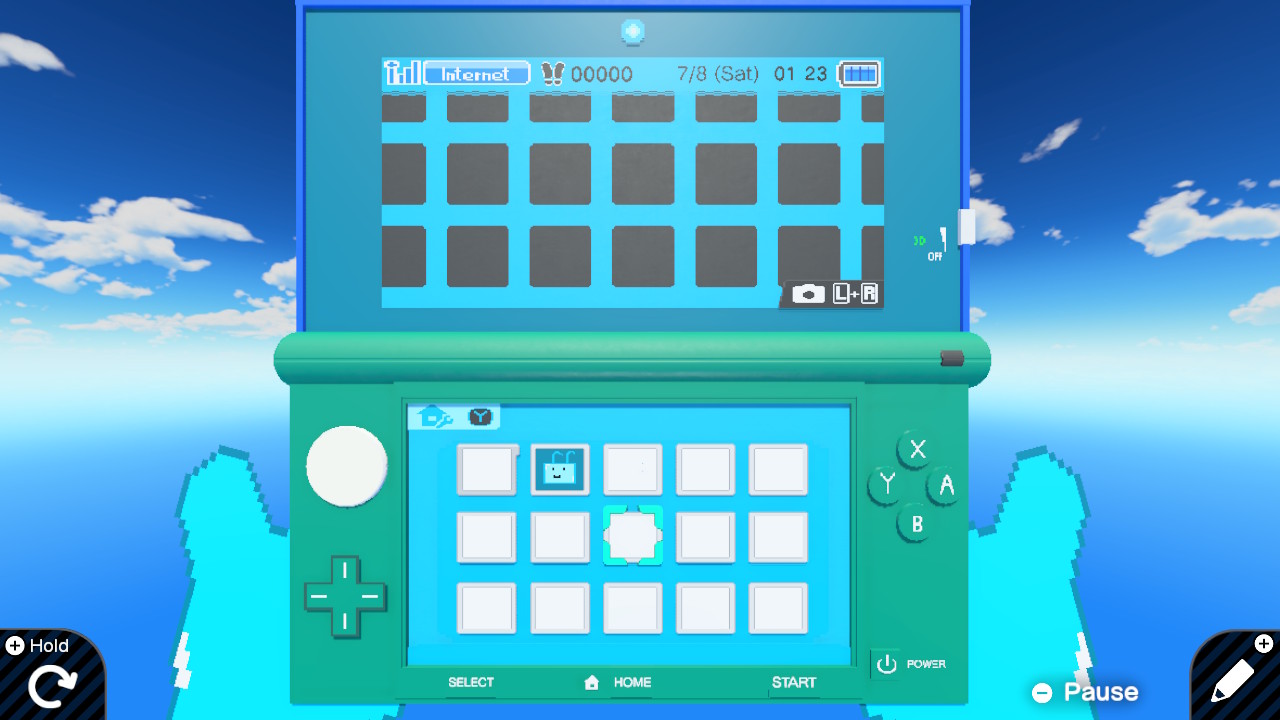 Internet 00000 7/8 (Sat) 01 23
L+R
OFF
Y
X
Y A
B
Hold
POWER
SELECT HOME START
Pause